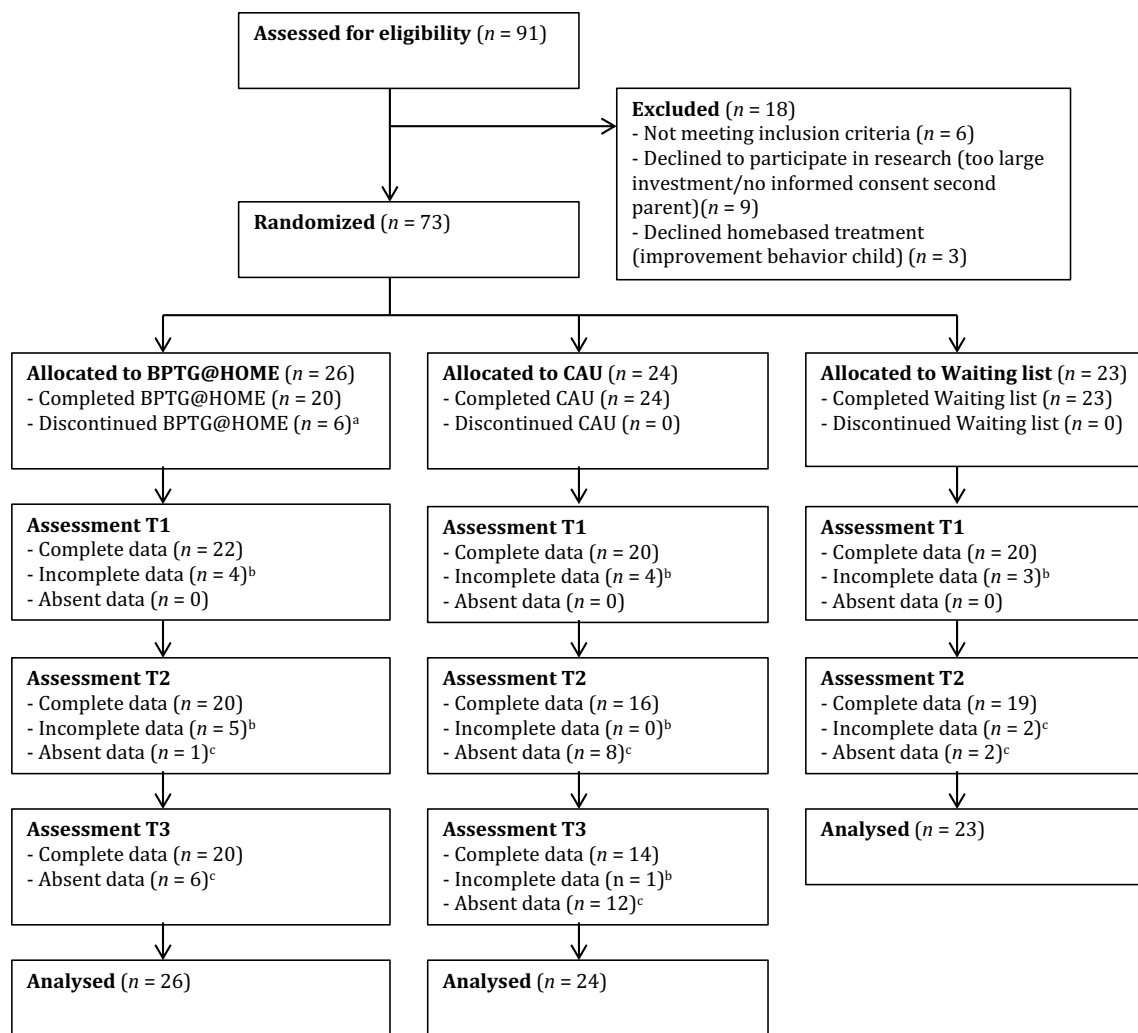 Assessed for eligibility (n = 91)
Excluded (n = 18)
- Not meeting inclusion criteria (n = 6)
- Declined to participate in research (too large
investment/no informed consent second
parent)(n = 9)
- Declined homebased treatment
(improvement behavior child) (n = 3)
Randomized (n = 73)
Allocated to BPTG@HOME (n = 26)
- Completed BPTG@HOME (n = 20)
- Discontinued BPTG@HOME (n = 6)ᵃ
Allocated to CAU (n = 24)
- Completed CAU (n = 24)
- Discontinued CAU (n = 0)
Allocated to Waiting list (n = 23)
- Completed Waiting list (n = 23)
- Discontinued Waiting list (n = 0)
Assessment T1
- Complete data (n = 22)
- Incomplete data (n = 4)ᵇ
- Absent data (n = 0)
Assessment T1
- Complete data (n = 20)
- Incomplete data (n = 4)ᵇ
- Absent data (n = 0)
Assessment T1
- Complete data (n = 20)
- Incomplete data (n = 3)ᵇ
- Absent data (n = 0)
Assessment T2
- Complete data (n = 20)
- Incomplete data (n = 5)ᵇ
- Absent data (n = 1)ᶜ
Assessment T2
- Complete data (n = 16)
- Incomplete data (n = 0)ᵇ
- Absent data (n = 8)ᶜ
Assessment T2
- Complete data (n = 19)
- Incomplete data (n = 2)ᶜ
- Absent data (n = 2)ᶜ
Assessment T3
- Complete data (n = 20)
- Absent data (n = 6)ᶜ
Assessment T3
- Complete data (n = 14)
- Incomplete data (n = 1)ᵇ
- Absent data (n = 12)ᶜ
Analysed (n = 23)
Analysed (n = 26)
Analysed (n = 24)